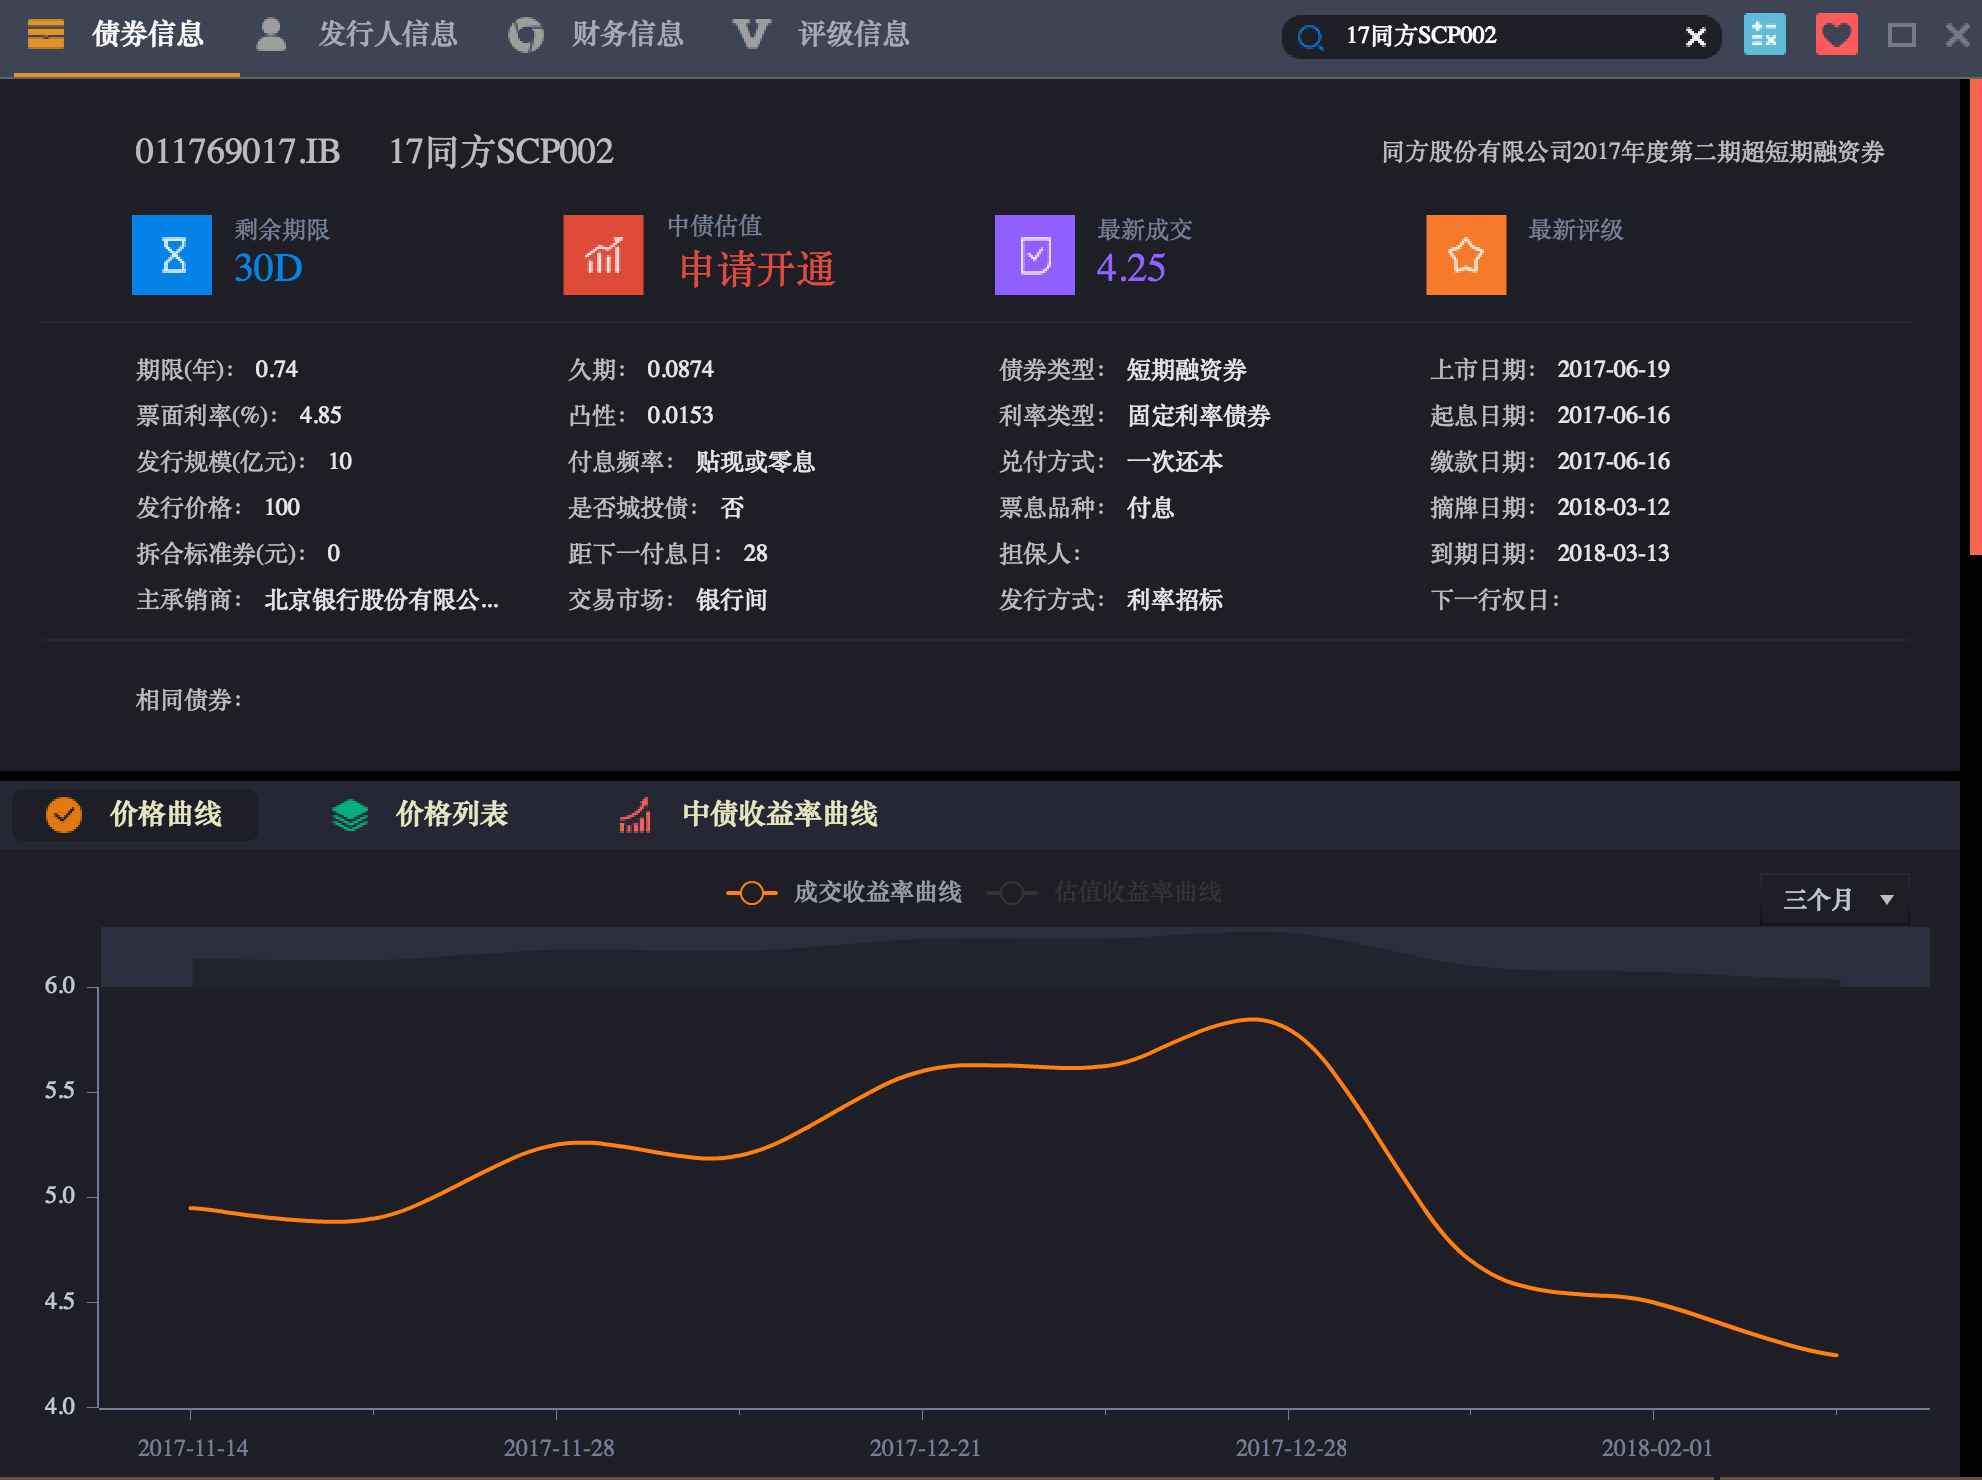 债券信息 发行人信息 财务信息 评级信息 17同方SCP002
011769017.IB 17同方SCP002 同方股份有限公司2017年度第二期超短期融资券
剩余期限 中债估值 最新成交 最新评级
30D 申请开通 4.25
期限(年): 0.74 久期: 0.0874 债券类型: 短期融资券 上市日期: 2017-06-19
票面利率(%): 4.85 凸性: 0.0153 利率类型: 固定利率债券 起息日期: 2017-06-16
发行规模(亿元): 10 付息频率: 贴现或零息 兑付方式: 一次还本 缴款日期: 2017-06-16
发行价格: 100 是否城投债: 否 票息品种: 付息 摘牌日期: 2018-03-12
拆合标准券(元): 0 距下一付息日: 28 担保人: 到期日期: 2018-03-13
主承销商: 北京银行股份有限公... 交易市场: 银行间 发行方式: 利率招标 下一行权日:
相同债券:
价格曲线 价格列表 中债收益率曲线
成交收益率曲线 估值收益率曲线 三个月
6.0
5.5
5.0
4.5
4.0
2017-11-14 2017-11-28 2017-12-21 2017-12-28 2018-02-01